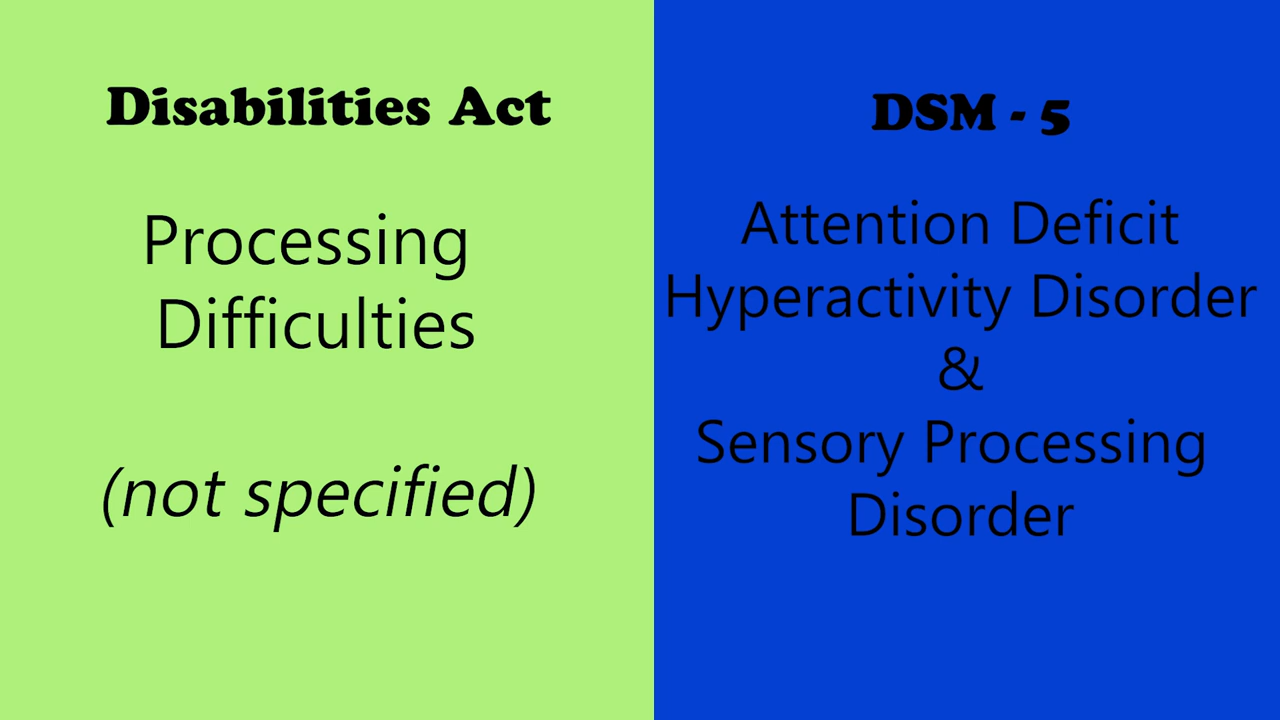 Disabilities Act
Processing
Difficulties
(not specified)
DSM - 5
Attention Deficit
Hyperactivity Disorder
&
Sensory Processing
Disorder